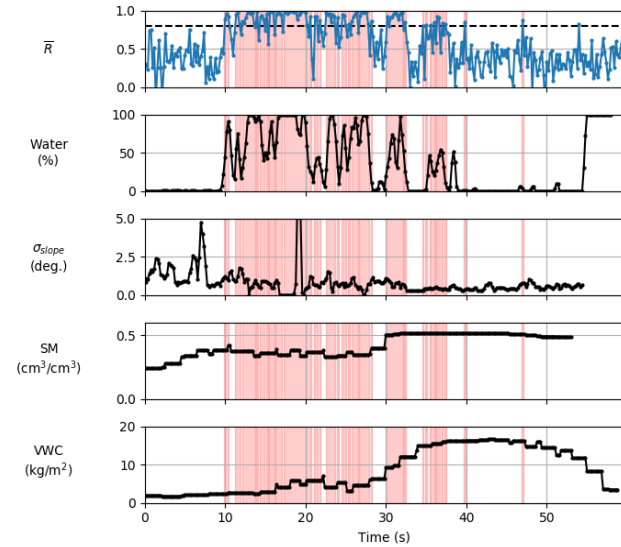 1.0
R̅
0.5
0.0
100
Water
(%)
50
0
5.0
σslope
(deg.)
2.5
0.0
SM
(cm³/cm³)
0.5
0.0
20
VWC
(kg/m²)
10
0
0 10 20 30 40 50
Time (s)